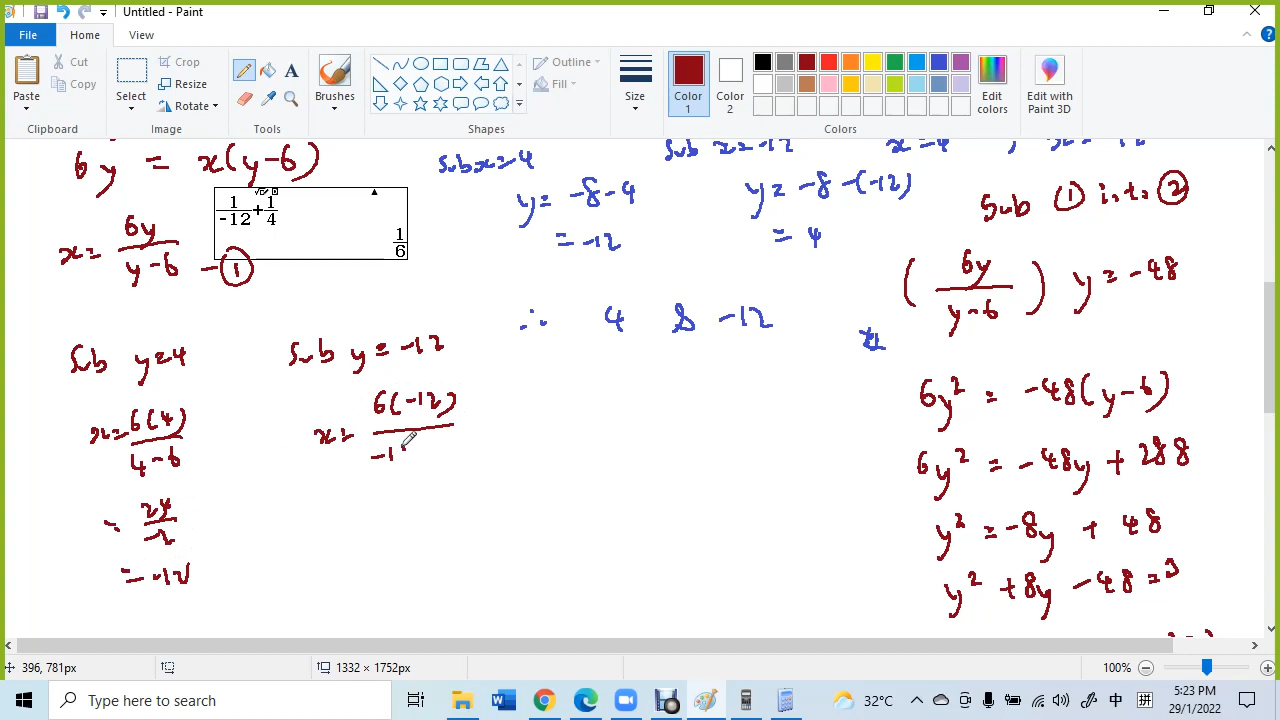 Untitled - Paint
File
Home
View
Paste
Cut
Copy
Clipboard
Select
Crop
Resize
Rotate
Image
Tools
Brushes
Shapes
Outline
Fill
Size
Color 1
Color 2
Edit colors
Colors
Edit with Paint 3D
6y = x(y-6)
1/-12 + 1/4
1/6
x = 6y/y-6 - ①
Sub x=-4
y = -8-4
= -12
Sub x=-12
y = -8-(-12)
= 4
∴ 4 & -12
Sub ① into ②
(6y/y-6) y = -48
6y² = -48(y-6)
6y² = -48y + 288
y² = -8y + 48
y² + 8y - 48 =
Sub y=4
x = 6(4)/4-6
= 24/-2
= -12
Sub y = -12
x = 6(-12)/-1
396, 781px
1332 × 1752px
100%
Type here to search
32°C
中
拼
5:23 PM
29/1/2022